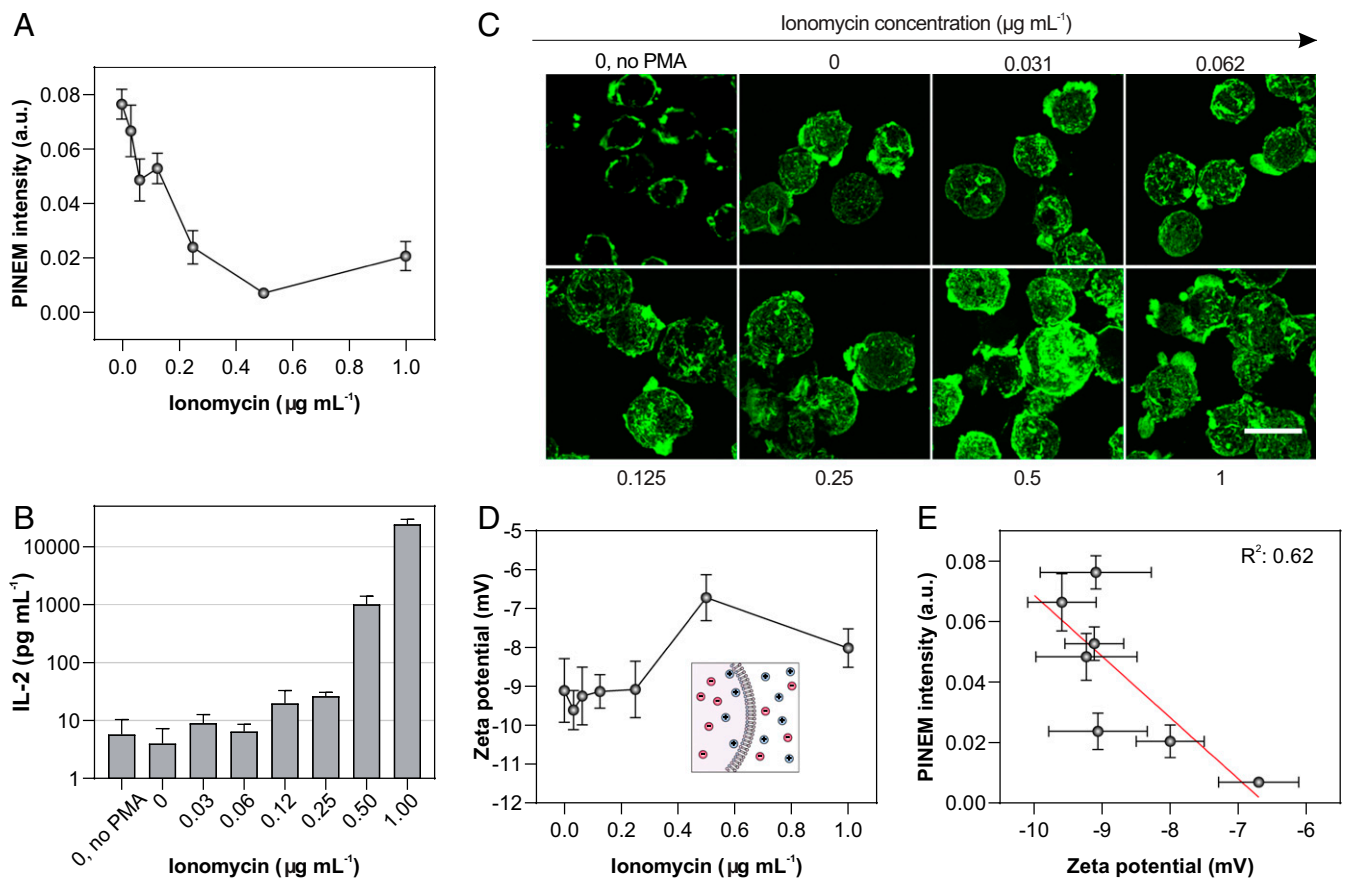 A
PINEM intensity (a.u.)
0.08
0.06
0.04
0.02
0.00
0.0 0.2 0.4 0.6 0.8 1.0
Ionomycin (µg mL-1)
C
Ionomycin concentration (µg mL-1)
0, no PMA 0 0.031 0.062
0.125 0.25 0.5 1
B
IL-2 (pg mL-1)
10000
1000
100
10
1
0, no PMA 0 0.03 0.06 0.12 0.25 0.50 1.00
Ionomycin (µg mL-1)
D
Zeta potential (mV)
-5
-6
-7
-8
-9
-10
-11
-12
0.0 0.2 0.4 0.6 0.8 1.0
Ionomycin (µg mL-1)
E
PINEM intensity (a.u.)
R2: 0.62
0.08
0.06
0.04
0.02
0.00
-10 -9 -8 -7 -6
Zeta potential (mV)